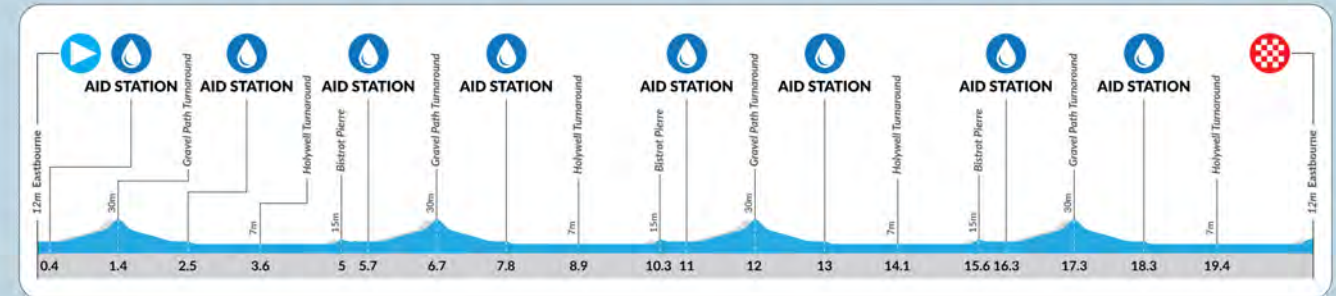 AID STATION
AID STATION
AID STATION
AID STATION
AID STATION
AID STATION
AID STATION
AID STATION
12m Eastbourne
Gravel Path Turnaround
30m
Holywell Turnaround
7m
Bistrot Pierre
15m
Gravel Path Turnaround
30m
Holywell Turnaround
7m
Bistrot Pierre
15m
Gravel Path Turnaround
30m
Holywell Turnaround
7m
Bistrot Pierre
15m
Gravel Path Turnaround
30m
Holywell Turnaround
7m
12m Eastbourne
0.4 1.4 2.5 3.6 5 5.7 6.7 7.8 8.9 10.3 11 12 13 14.1 15.6 16.3 17.3 18.3 19.4